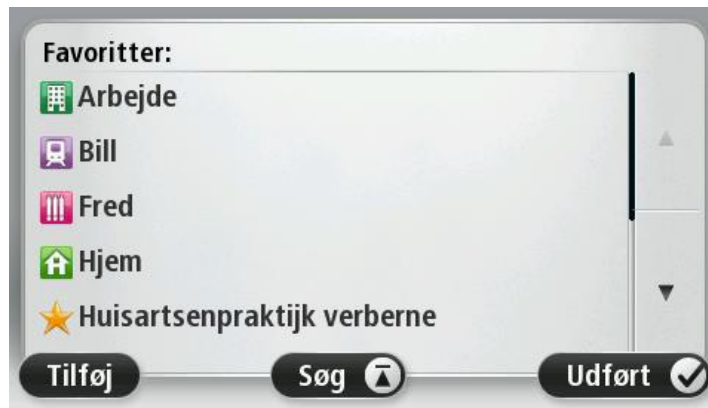 Favoritter:
Arbejde
Bill
Fred
Hjem
Huisartsenpraktijk verberne
Tilføj
Søg
Udført